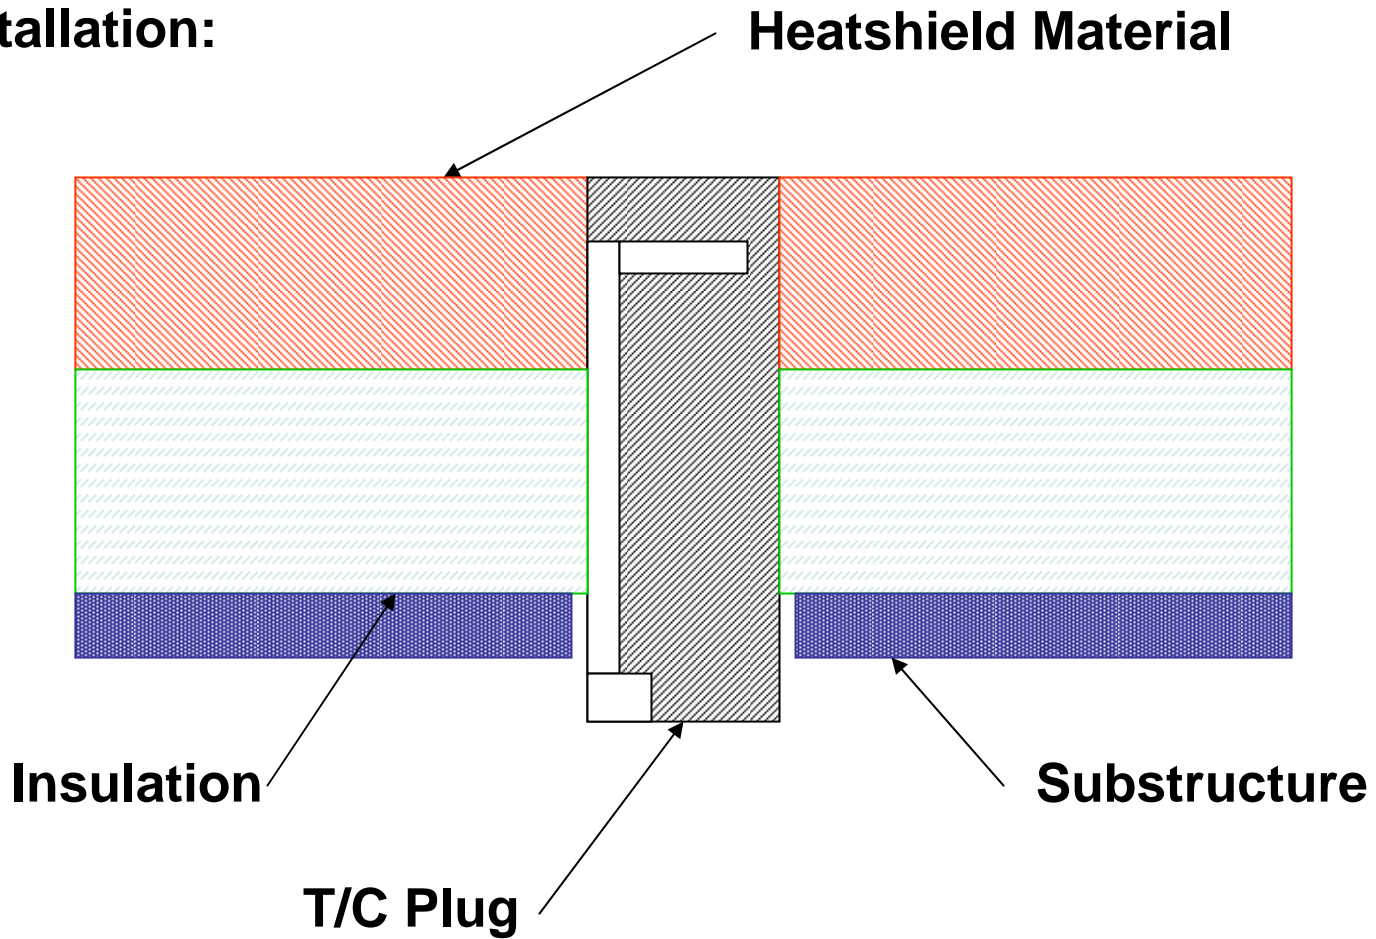 tallation:
Heatshield Material
Insulation
Substructure
T/C Plug